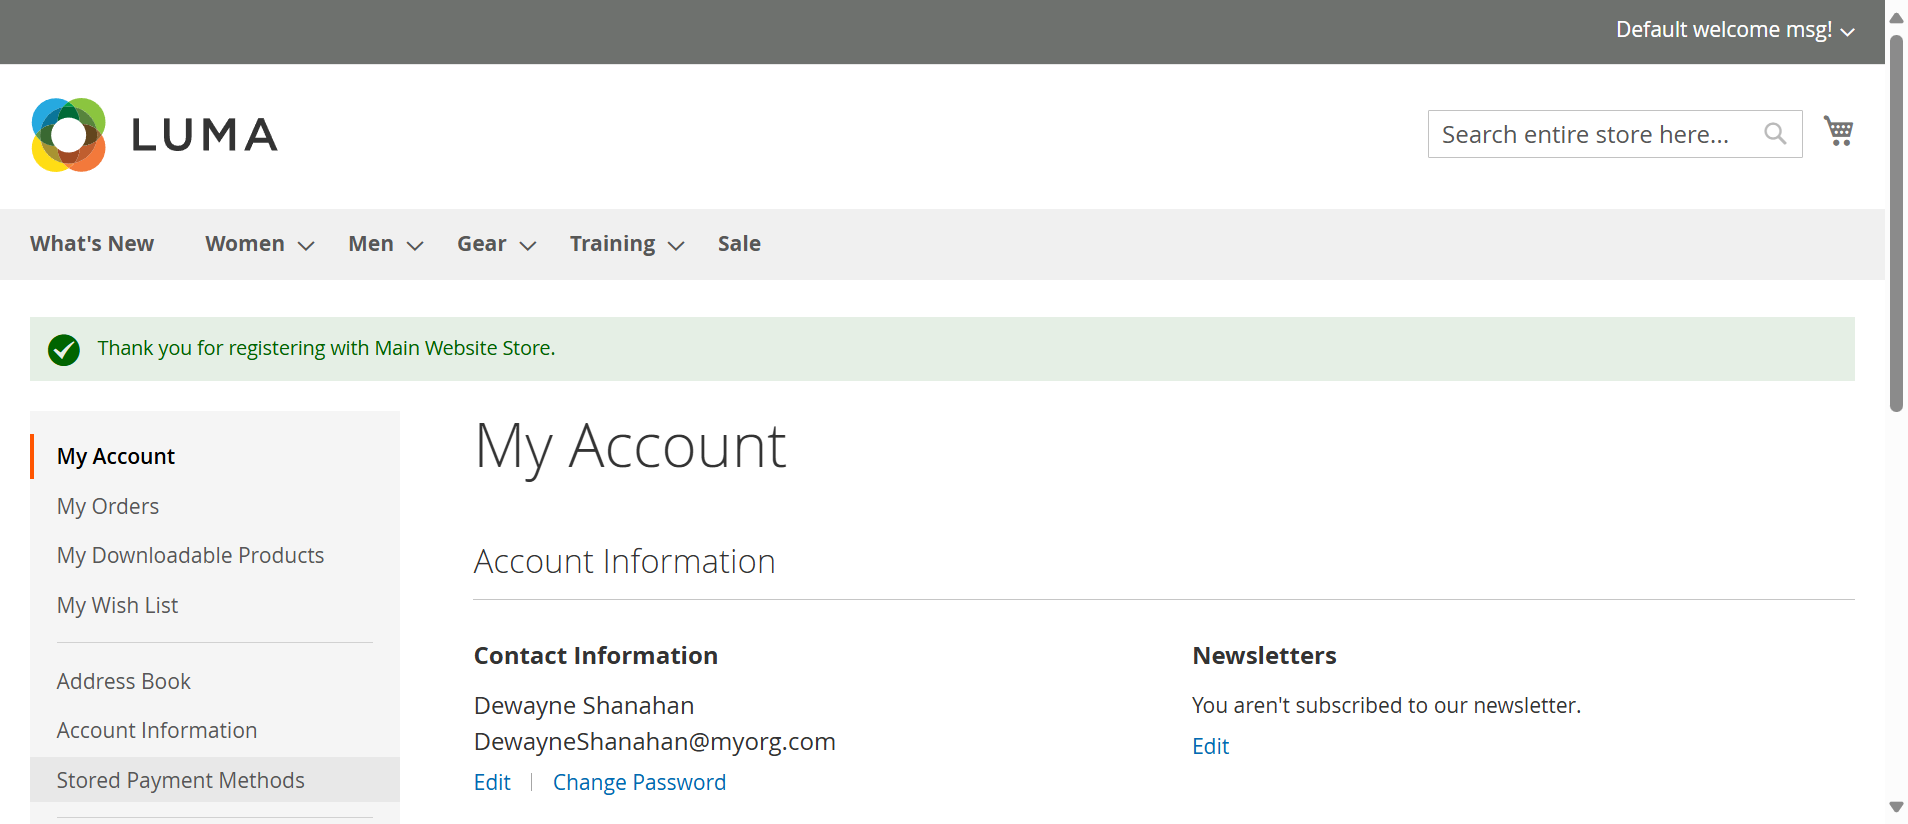 Default welcome msg!
LUMA
Search entire store here...
What's New Women Men Gear Training Sale
Thank you for registering with Main Website Store.
My Account
My Orders
My Downloadable Products
My Wish List
Address Book
Account Information
Stored Payment Methods
My Account
Account Information
Contact Information
Dewayne Shanahan
DewayneShanahan@myorg.com
Edit Change Password
Newsletters
You aren't subscribed to our newsletter.
Edit